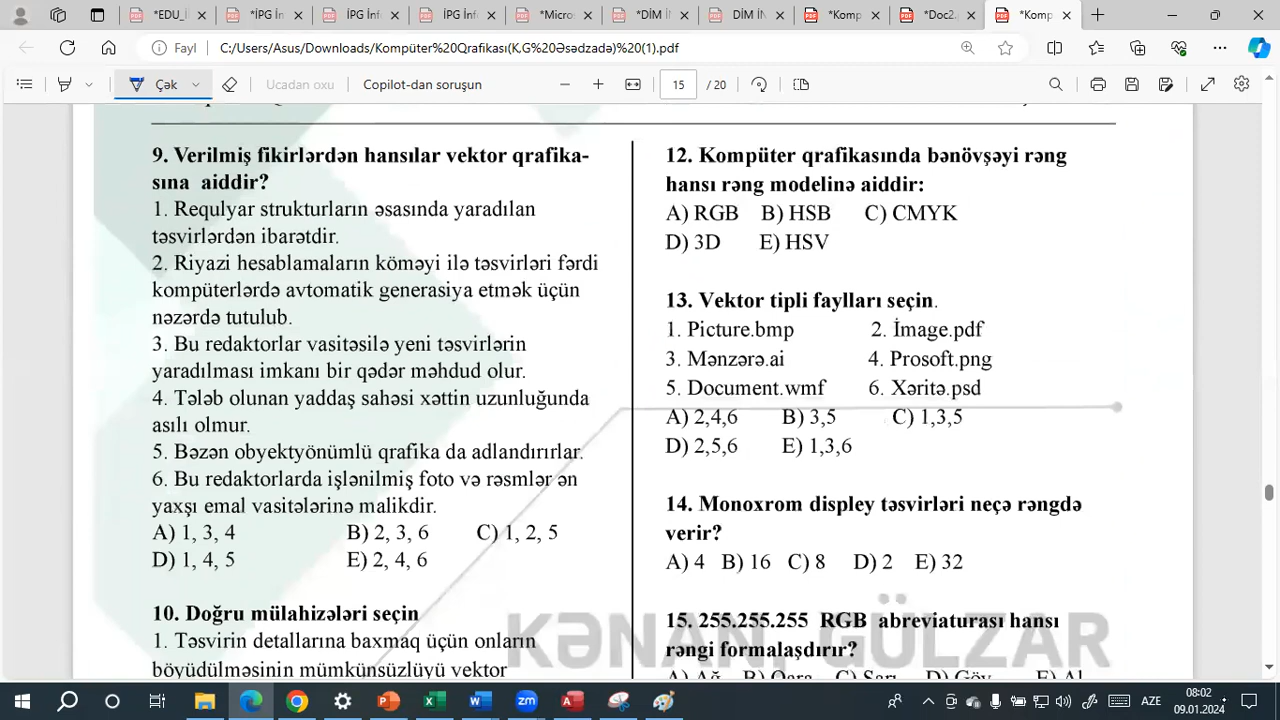 *EDU_İ
*İPG İ
İPG İnf
İPG İnf
*Micro
*DİM İ
DİM İN
*Komp
*Doc2.
*Komp
Fayl C:/Users/Asus/Downloads/Kompüter%20Qrafikası(K,G%20Əsədzadə)%20(1).pdf
Çək Ucadan oxu Copilot-dan soruşun 15 / 20
9. Verilmiş fikirlərdən hansılar vektor qrafika-
sına aiddir?
1. Requlyar strukturların əsasında yaradılan
təsvirlərdən ibarətdir.
2. Riyazi hesablamaların köməyi ilə təsvirləri fərdi
kompüterlərdə avtomatik generasiya etmək üçün
nəzərdə tutulub.
3. Bu redaktorlar vasitəsilə yeni təsvirlərin
yaradılması imkanı bir qədər məhdud olur.
4. Tələb olunan yaddaş sahəsi xəttin uzunluğunda
asılı olmur.
5. Bəzən obyektyönümlü qrafika da adlandırırlar.
6. Bu redaktorlarda işlənilmiş foto və rəsmlər ən
yaxşı emal vasitələrinə malikdir.
A) 1, 3, 4 B) 2, 3, 6 C) 1, 2, 5
D) 1, 4, 5 E) 2, 4, 6
10. Doğru mülahizələri seçin
1. Təsvirin detallarına baxmaq üçün onların
böyüdülməsinin mümkünsüzlüyü vektor
12. Kompüter qrafikasında bənövşəyi rəng
hansı rəng modelinə aiddir:
A) RGB B) HSB C) CMYK
D) 3D E) HSV
13. Vektor tipli faylları seçin.
1. Picture.bmp 2. İmage.pdf
3. Mənzərə.ai 4. Prosoft.png
5. Document.wmf 6. Xəritə.psd
A) 2,4,6 B) 3,5 C) 1,3,5
D) 2,5,6 E) 1,3,6
14. Monoxrom displey təsvirləri neçə rəngdə
verir?
A) 4 B) 16 C) 8 D) 2 E) 32
15. 255.255.255 RGB abreviaturası hansı
rəngi formalaşdırır?
A) Ağ B) Qara C) Sarı D) Göy E) Al
KƏNAN, GÜLZAR
AZE
08:02
09.01.2024